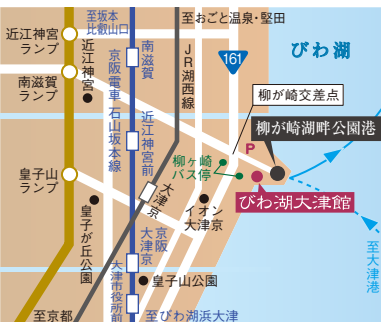 至坂本
比叡山口
至おごと温泉・堅田
近江神宮
ランプ
近江神宮
南滋賀
JR湖西線
161
びわ湖
南滋賀
ランプ
京阪電車 石山坂本線
近江神宮前
柳が崎交差点
柳が崎湖畔公園港
P
柳ヶ崎
バス停
皇子山
ランプ
大津京
イオン
大津京
びわ湖大津館
皇子が丘公園
京阪
大津京
至大津港
皇子山公園
大津市役所前
至京都
至びわ湖浜大津